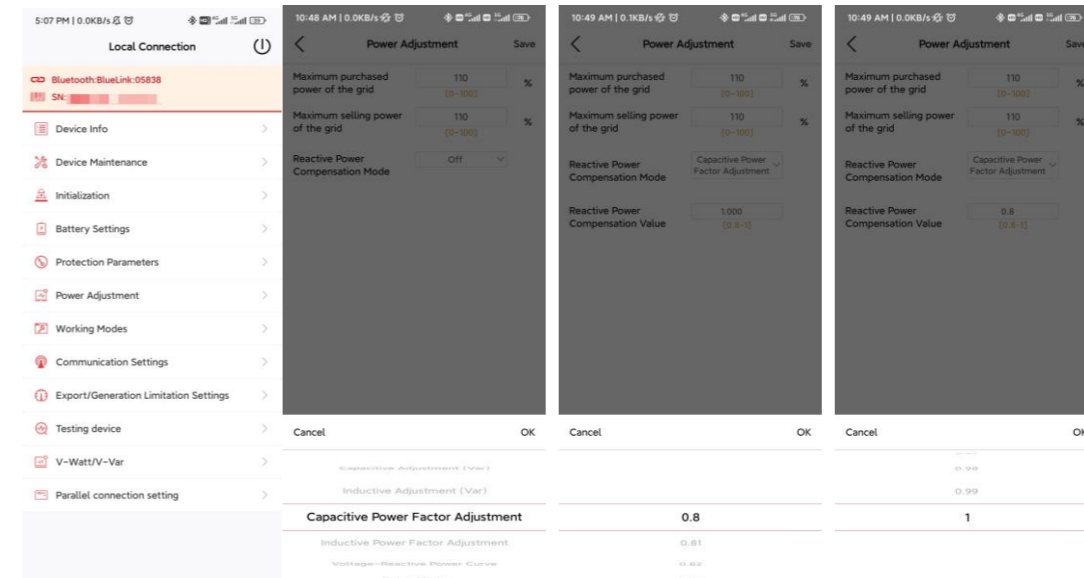 5:07 PM | 0.0KB/s
Local Connection
Bluetooth:BlueLink:05838
SN:
Device Info
Device Maintenance
Initialization
Battery Settings
Protection Parameters
Power Adjustment
Working Modes
Communication Settings
Export/Generation Limitation Settings
Testing device
V-Watt/V-Var
Parallel connection setting
10:48 AM | 0.0KB/s
Power Adjustment
Save
Maximum purchased
power of the grid
110
%
[0~100]
Maximum selling power
of the grid
110
%
[0~100]
Reactive Power
Compensation Mode
Off
Cancel
OK
Capacitive Adjustment (Var)
Inductive Adjustment (Var)
Capacitive Power Factor Adjustment
Inductive Power Factor Adjustment
Voltage-Reactive Power Curve
10:49 AM | 0.1KB/s
Power Adjustment
Save
Maximum purchased
power of the grid
110
%
[0~100]
Maximum selling power
of the grid
110
%
[0~100]
Reactive Power
Compensation Mode
Capacitive Power
Factor Adjustment
Reactive Power
Compensation Value
1.000
[0.8~1]
Cancel
OK
0.8
0.81
0.82
10:49 AM | 0.0KB/s
Power Adjustment
Save
Maximum purchased
power of the grid
110
%
[0~100]
Maximum selling power
of the grid
110
%
[0~100]
Reactive Power
Compensation Mode
Capacitive Power
Factor Adjustment
Reactive Power
Compensation Value
0.8
[0.8~1]
Cancel
OK
0.98
0.99
1